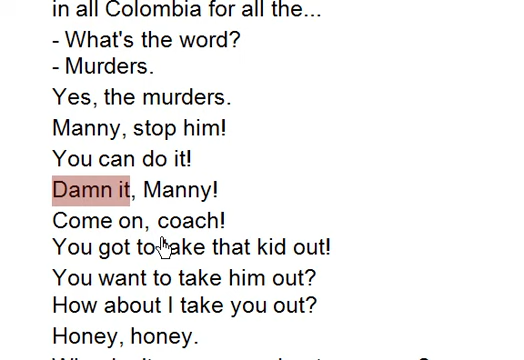 in all Colombia for all the...
- What's the word?
- Murders.
Yes, the murders.
Manny, stop him!
You can do it!
Damn it, Manny!
Come on, coach!
You got to take that kid out!
You want to take him out?
How about I take you out?
Honey, honey.